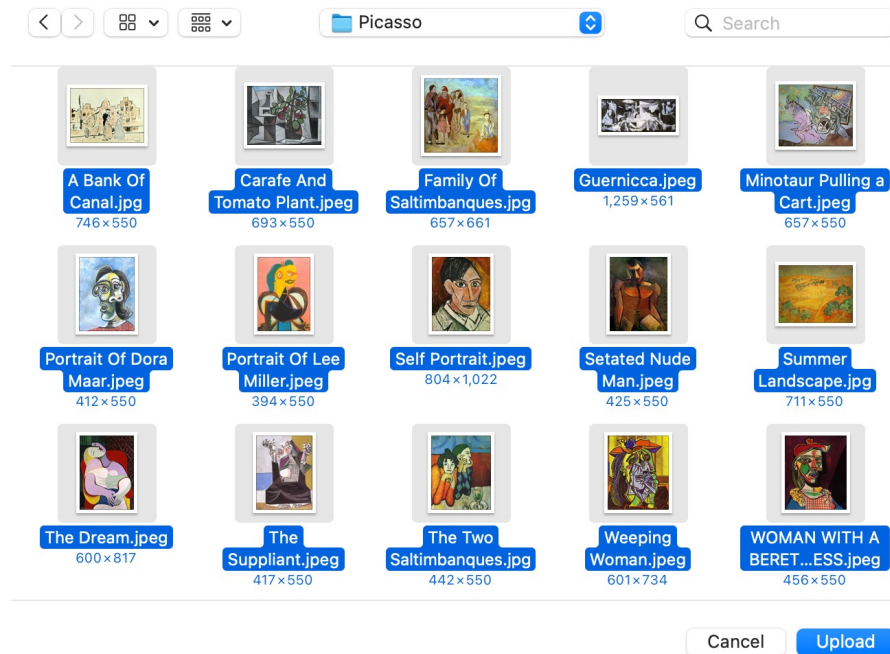 Picasso
Search
A Bank Of
Canal.jpg
746×550
Carafe And
Tomato Plant.jpeg
693×550
Family Of
Saltimbanques.jpg
657×661
Guernicca.jpeg
1,259×561
Minotaur Pulling a
Cart.jpeg
657×550
Portrait Of Dora
Maar.jpeg
412×550
Portrait Of Lee
Miller.jpeg
394×550
Self Portrait.jpeg
804×1,022
Setated Nude
Man.jpeg
425×550
Summer
Landscape.jpg
711×550
The Dream.jpeg
600×817
The
Suppliant.jpeg
417×550
The Two
Saltimbanques.jpg
442×550
Weeping
Woman.jpeg
601×734
WOMAN WITH A
BERET...ESS.jpeg
456×550
Cancel
Upload